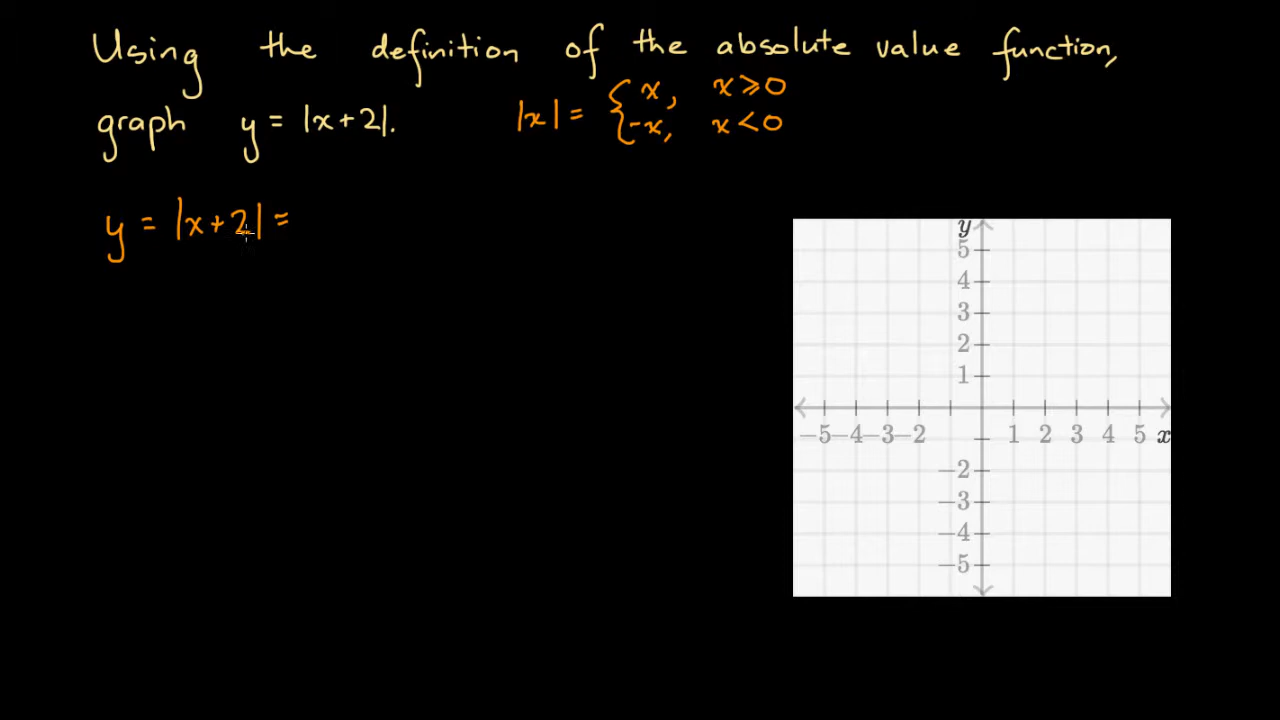 Using the definition of the absolute value function,
graph y = |x+2|. |x| = { x, x ⩾ 0
-x, x < 0
y = |x+2| =
y
5
4
3
2
1
−5 −4 −3 −2 1 2 3 4 5 x
−2
−3
−4
−5